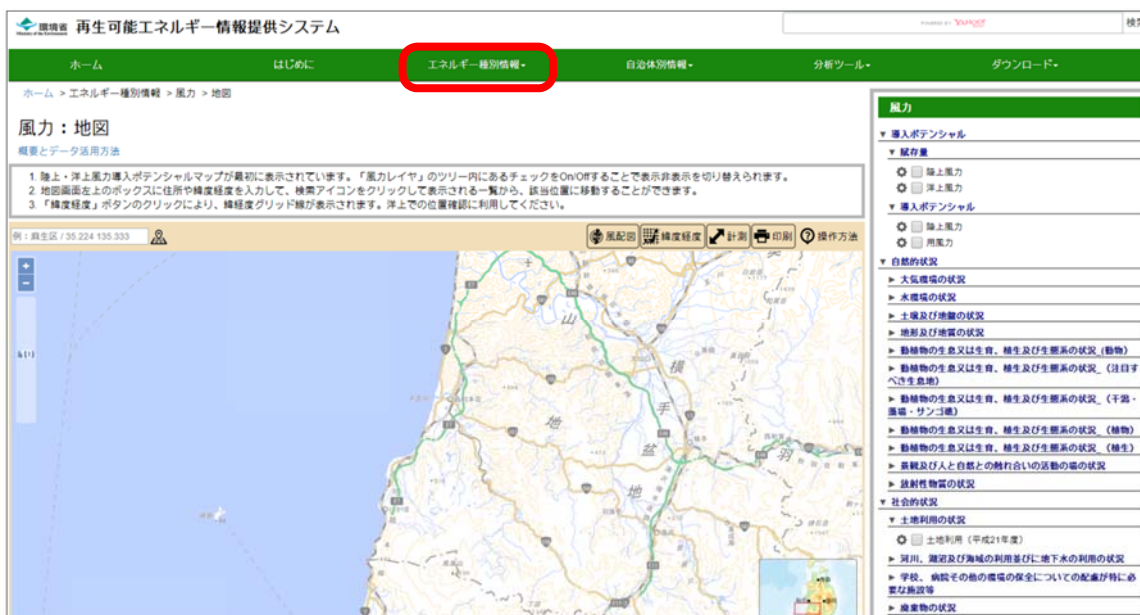 環境省 再生可能エネルギー情報提供システム
Ministry of the Environment
POWERED BY YAHOO!
検索
ホーム はじめに エネルギー種別情報 自治体別情報 分析ツール ダウンロード
ホーム > エネルギー種別情報 > 風力 > 地図
風力：地図
概要とデータ活用方法
1. 陸上・洋上風力導入ポテンシャルマップが最初に表示されています。「風力レイヤ」のツリー内にあるチェックをOn/Offすることで表示非表示を切り替えられます。
2. 地図画面左上のボックスに住所や緯度経度を入力して、検索アイコンをクリックして表示される一覧から、該当位置に移動することができます。
3. 「緯度経度」ボタンのクリックにより、緯経度グリッド線が表示されます。洋上での位置確認に利用してください。
例：麻生区 / 35.224 135.333
風配図 緯度経度 計測 印刷 操作方法
山
横
手
盆
地
地
羽
風力
導入ポテンシャル
賦存量
陸上風力
洋上風力
導入ポテンシャル
陸上風力
用風力
自然的状況
大気環境の状況
水環境の状況
土壌及び地盤の状況
地形及び地質の状況
動植物の生息又は生育、植生及び生態系の状況_(動物)
動植物の生息又は生育、植生及び生態系の状況_（注目す
べき生息地）
動植物の生息又は生育、植生及び生態系の状況_（干潟・
藻場・サンゴ礁）
動植物の生息又は生育、植生及び生態系の状況_（植物）
動植物の生息又は生育、植生及び生態系の状況_（植生）
景観及び人と自然との触れ合いの活動の場の状況
放射性物質の状況
社会的状況
土地利用の状況
土地利用（平成21年度）
河川、湖沼及び海域の利用並びに地下水の利用の状況
学校、病院その他の環境の保全についての配慮が特に必
要な施設等
廃棄物の状況